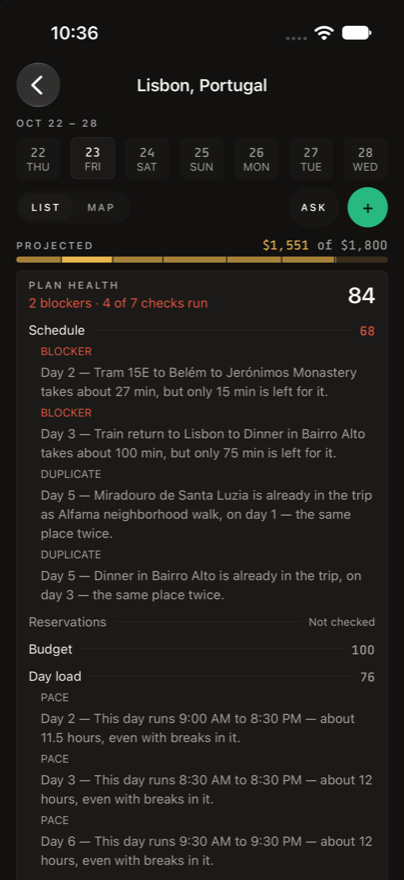 10:36
Lisbon, Portugal
OCT 22 – 28
22 23 24 25 26 27 28
THU FRI SAT SUN MON TUE WED
LIST MAP ASK +
PROJECTED $1,551 of $1,800
PLAN HEALTH
2 blockers · 4 of 7 checks run 84
Schedule 68
BLOCKER
Day 2 — Tram 15E to Belém to Jerónimos Monastery
takes about 27 min, but only 15 min is left for it.
BLOCKER
Day 3 — Train return to Lisbon to Dinner in Bairro Alto
takes about 100 min, but only 75 min is left for it.
DUPLICATE
Day 5 — Miradouro de Santa Luzia is already in the trip
as Alfama neighborhood walk, on day 1 — the same
place twice.
DUPLICATE
Day 5 — Dinner in Bairro Alto is already in the trip, on
day 3 — the same place twice.
Reservations Not checked
Budget 100
Day load 76
PACE
Day 2 — This day runs 9:00 AM to 8:30 PM — about
11.5 hours, even with breaks in it.
PACE
Day 3 — This day runs 8:30 AM to 8:30 PM — about 12
hours, even with breaks in it.
PACE
Day 6 — This day runs 9:30 AM to 9:30 PM — about 12
hours, even with breaks in it.